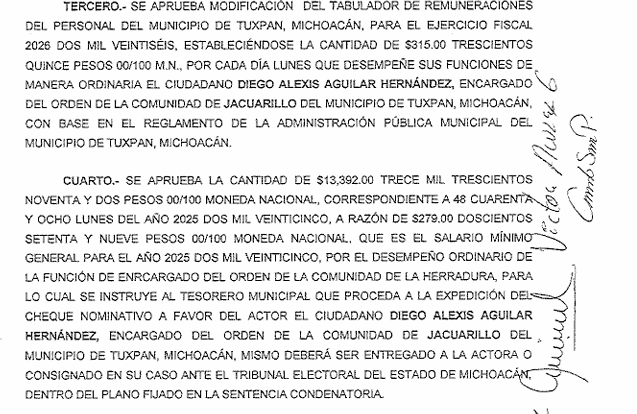 TERCERO.- SE APRUEBA MODIFICACIÓN DEL TABULADOR DE REMUNERACIONES
DEL PERSONAL DEL MUNICIPIO DE TUXPAN, MICHOACÁN, PARA EL EJERCICIO FISCAL
2026 DOS MIL VEINTISÉIS, ESTABLECIÉNDOSE LA CANTIDAD DE $315.00 TRESCIENTOS
QUINCE PESOS 00/100 M.N., POR CADA DÍA LUNES QUE DESEMPEÑE SUS FUNCIONES DE
MANERA ORDINARIA EL CIUDADANO DIEGO ALEXIS AGUILAR HERNÁNDEZ, ENCARGADO
DEL ORDEN DE LA COMUNIDAD DE JACUARILLO DEL MUNICIPIO DE TUXPAN, MICHOACÁN,
CON BASE EN EL REGLAMENTO DE LA ADMINISTRACIÓN PÚBLICA MUNICIPAL DEL
MUNICIPIO DE TUXPAN, MICHOACÁN.
CUARTO.- SE APRUEBA LA CANTIDAD DE $13,392.00 TRECE MIL TRESCIENTOS
NOVENTA Y DOS PESOS 00/100 MONEDA NACIONAL, CORRESPONDIENTE A 48 CUARENTA
Y OCHO LUNES DEL AÑO 2025 DOS MIL VEINTICINCO, A RAZÓN DE $279.00 DOSCIENTOS
SETENTA Y NUEVE PESOS 00/100 MONEDA NACIONAL, QUE ES EL SALARIO MÍNIMO
GENERAL PARA EL AÑO 2025 DOS MIL VEINTICINCO, POR EL DESEMPEÑO ORDINARIO DE
LA FUNCIÓN DE ENRCARGADO DEL ORDEN DE LA COMUNIDAD DE LA HERRADURA, PARA
LO CUAL SE INSTRUYE AL TESORERO MUNICIPAL QUE PROCEDA A LA EXPEDICIÓN DEL
CHEQUE NOMINATIVO A FAVOR DEL ACTOR EL CIUDADANO DIEGO ALEXIS AGUILAR
HERNÁNDEZ, ENCARGADO DEL ORDEN DE LA COMUNIDAD DE JACUARILLO DEL
MUNICIPIO DE TUXPAN, MICHOACÁN, MISMO DEBERÁ SER ENTREGADO A LA ACTORA O
CONSIGNADO EN SU CASO ANTE EL TRIBUNAL ELECTORAL DEL ESTADO DE MICHOACÁN,
DENTRO DEL PLANO FIJADO EN LA SENTENCIA CONDENATORIA.
Victor